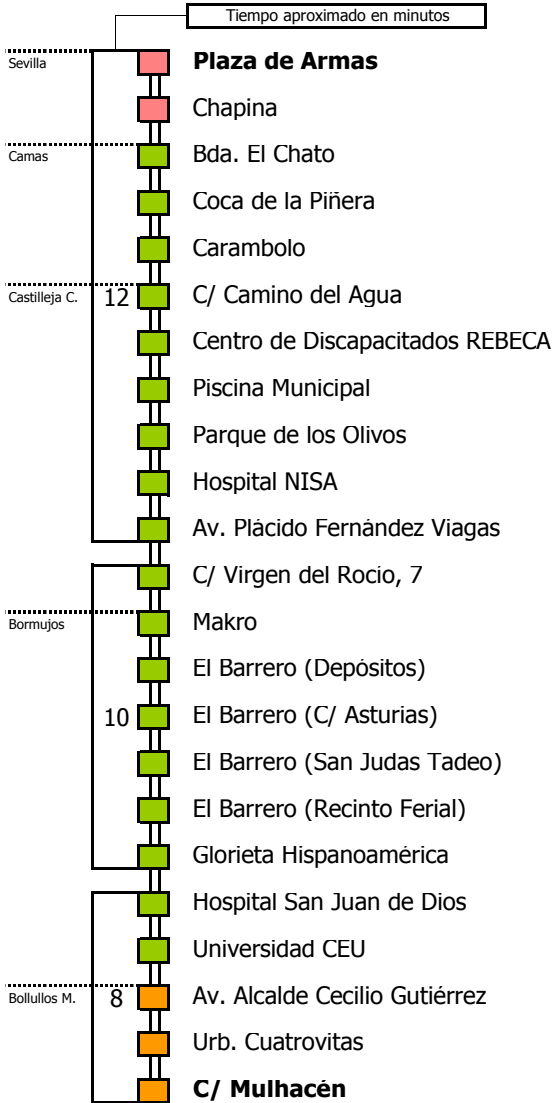 Tiempo aproximado en minutos
Sevilla
Plaza de Armas
Chapina
Camas
Bda. El Chato
Coca de la Piñera
Carambolo
Castilleja C.
12
C/ Camino del Agua
Centro de Discapacitados REBECA
Piscina Municipal
Parque de los Olivos
Hospital NISA
Av. Plácido Fernández Viagas
C/ Virgen del Rocío, 7
Bormujos
Makro
El Barrero (Depósitos)
10
El Barrero (C/ Asturias)
El Barrero (San Judas Tadeo)
El Barrero (Recinto Ferial)
Glorieta Hispanoamérica
Hospital San Juan de Dios
Universidad CEU
Bollullos M.
8
Av. Alcalde Cecilio Gutiérrez
Urb. Cuatrovitas
C/ Mulhacén